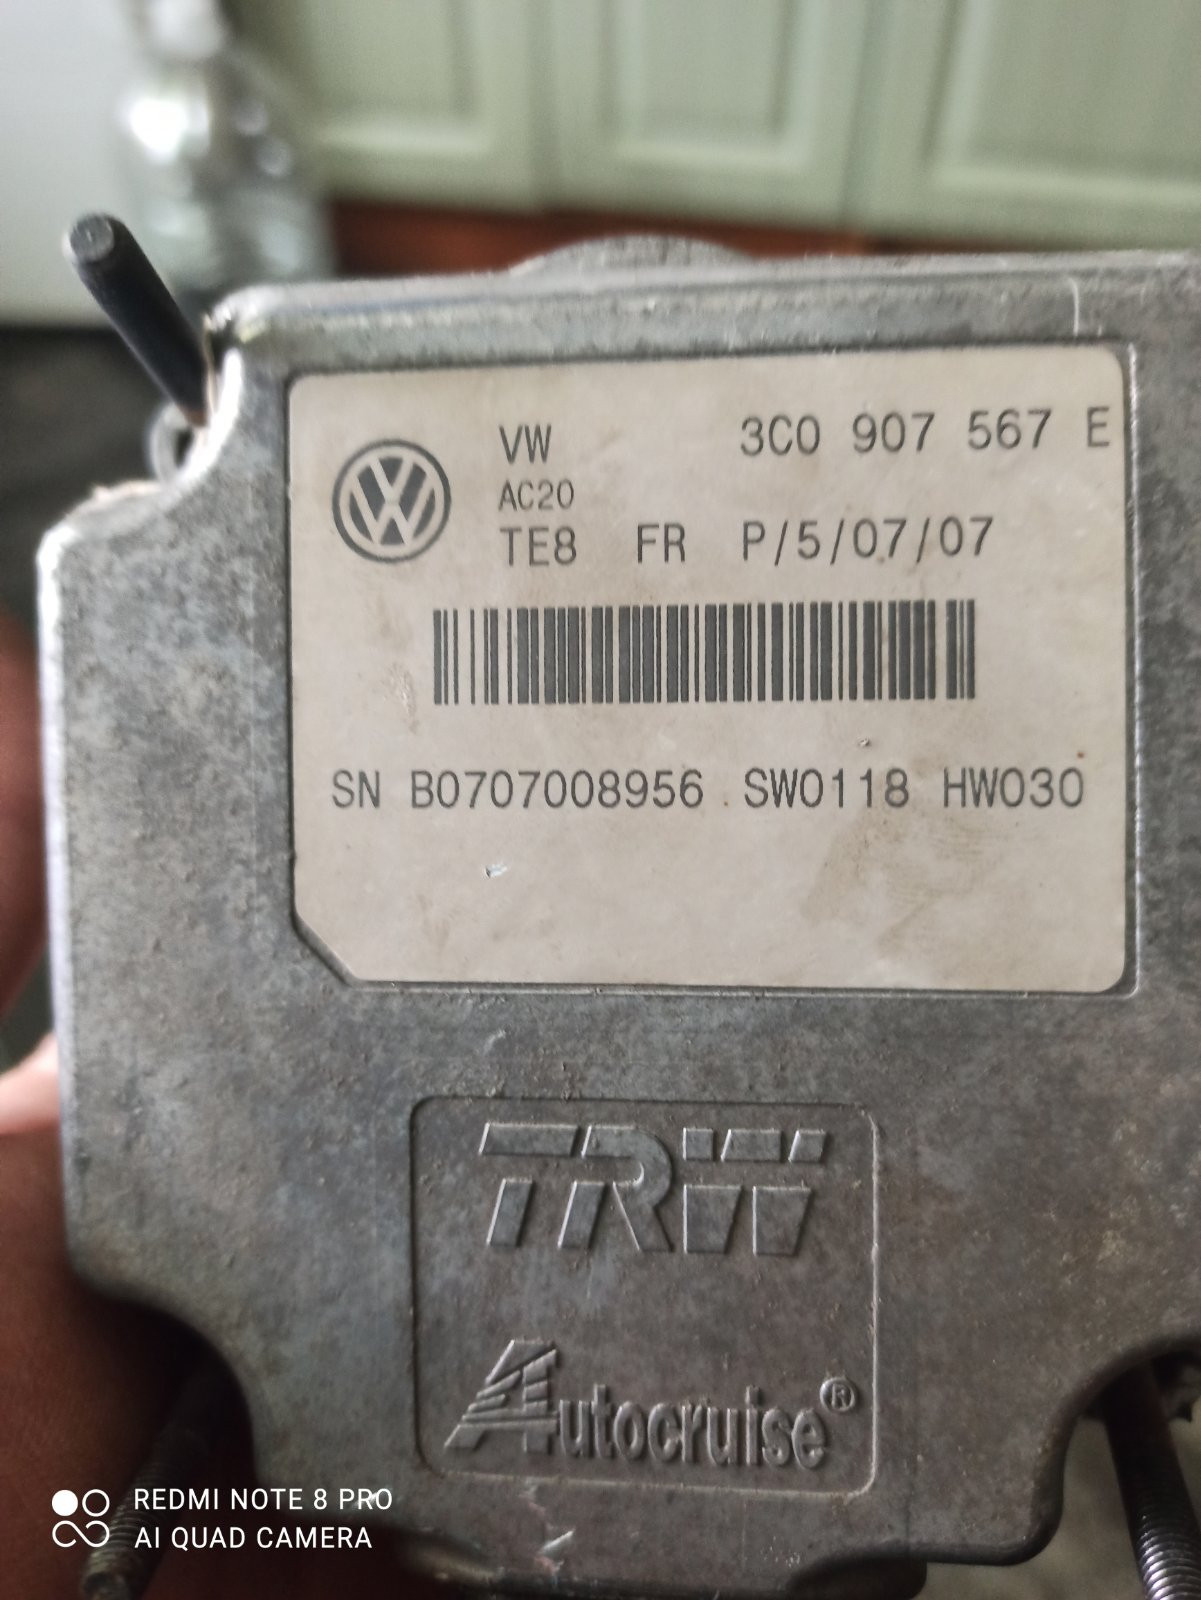 VW 3C0 907 567 E
AC20
TE8 FR P/5/07/07
SN B0707008956 SW0118 HW030
TRW
Autocruise®
REDMI NOTE 8 PRO
AI QUAD CAMERA